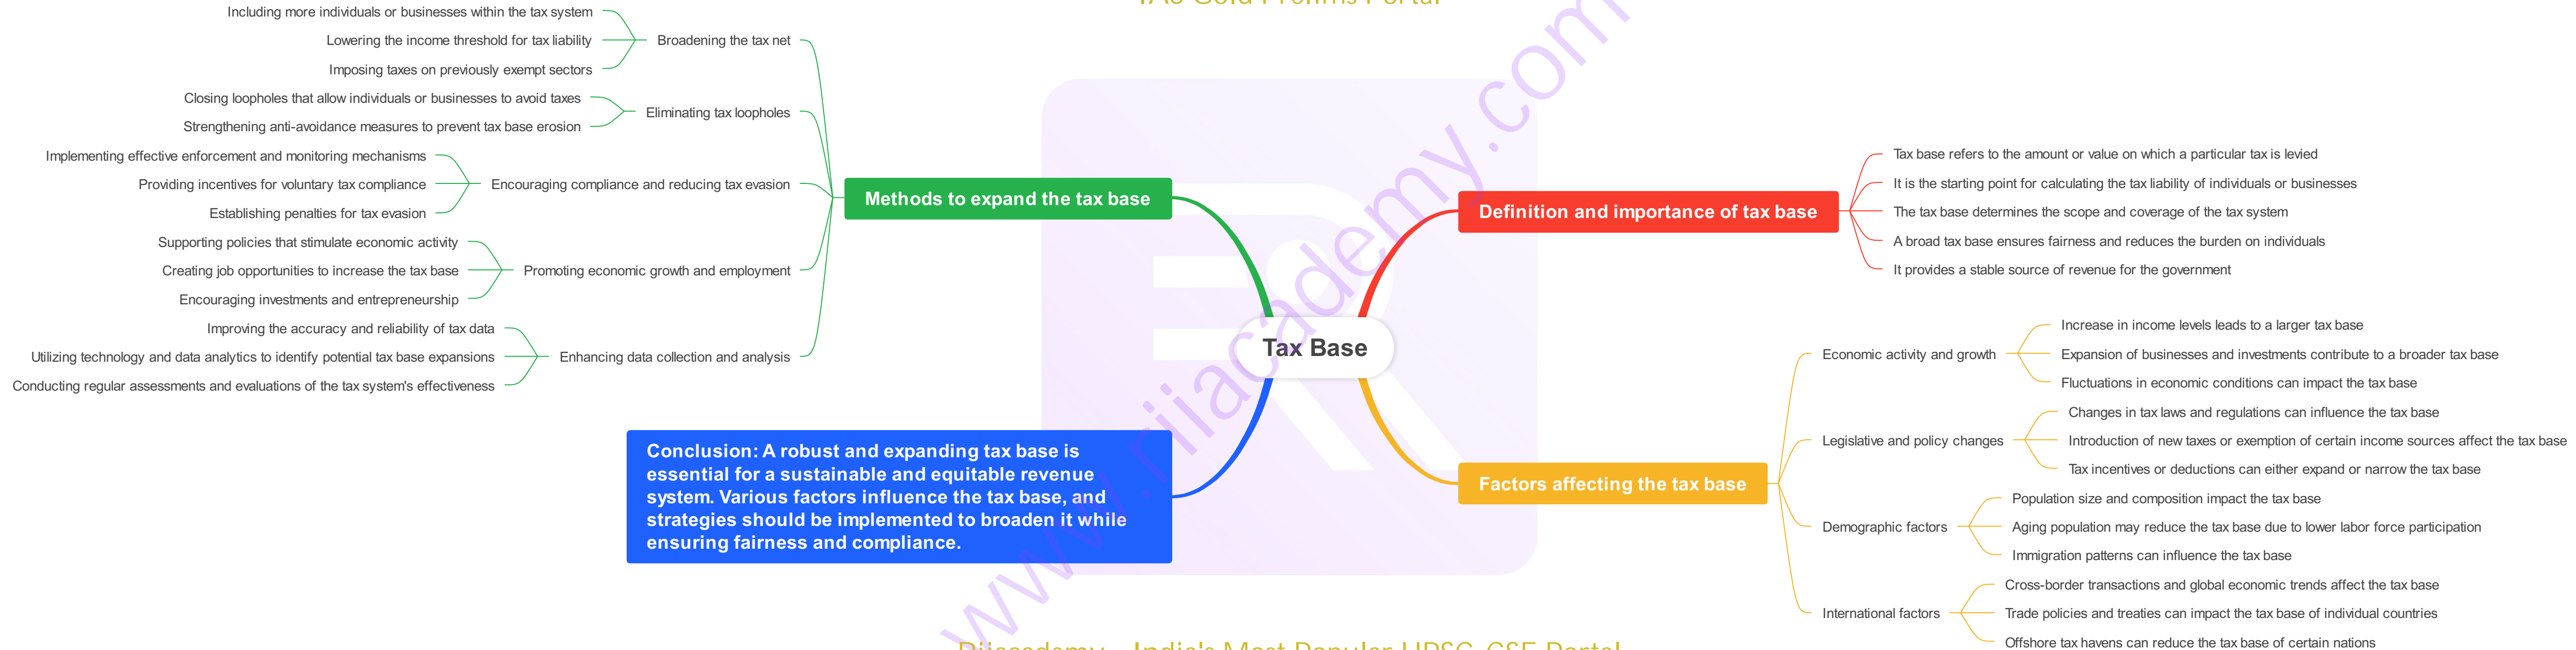 IAS Gold Prelims Portal
Including more individuals or businesses within the tax system
Lowering the income threshold for tax liability
Imposing taxes on previously exempt sectors
Broadening the tax net
Closing loopholes that allow individuals or businesses to avoid taxes
Strengthening anti-avoidance measures to prevent tax base erosion
Eliminating tax loopholes
Implementing effective enforcement and monitoring mechanisms
Providing incentives for voluntary tax compliance
Establishing penalties for tax evasion
Encouraging compliance and reducing tax evasion
Supporting policies that stimulate economic activity
Creating job opportunities to increase the tax base
Encouraging investments and entrepreneurship
Promoting economic growth and employment
Improving the accuracy and reliability of tax data
Utilizing technology and data analytics to identify potential tax base expansions
Conducting regular assessments and evaluations of the tax system's effectiveness
Enhancing data collection and analysis
Methods to expand the tax base
Conclusion: A robust and expanding tax base is
essential for a sustainable and equitable revenue
system. Various factors influence the tax base, and
strategies should be implemented to broaden it while
ensuring fairness and compliance.
Tax Base
www.riiacademy.com
Definition and importance of tax base
Tax base refers to the amount or value on which a particular tax is levied
It is the starting point for calculating the tax liability of individuals or businesses
The tax base determines the scope and coverage of the tax system
A broad tax base ensures fairness and reduces the burden on individuals
It provides a stable source of revenue for the government
Factors affecting the tax base
Economic activity and growth
Increase in income levels leads to a larger tax base
Expansion of businesses and investments contribute to a broader tax base
Fluctuations in economic conditions can impact the tax base
Legislative and policy changes
Changes in tax laws and regulations can influence the tax base
Introduction of new taxes or exemption of certain income sources affect the tax base
Tax incentives or deductions can either expand or narrow the tax base
Demographic factors
Population size and composition impact the tax base
Aging population may reduce the tax base due to lower labor force participation
Immigration patterns can influence the tax base
International factors
Cross-border transactions and global economic trends affect the tax base
Trade policies and treaties can impact the tax base of individual countries
Offshore tax havens can reduce the tax base of certain nations
Riiacademy - India's Most Popular UPSC-CSE Portal